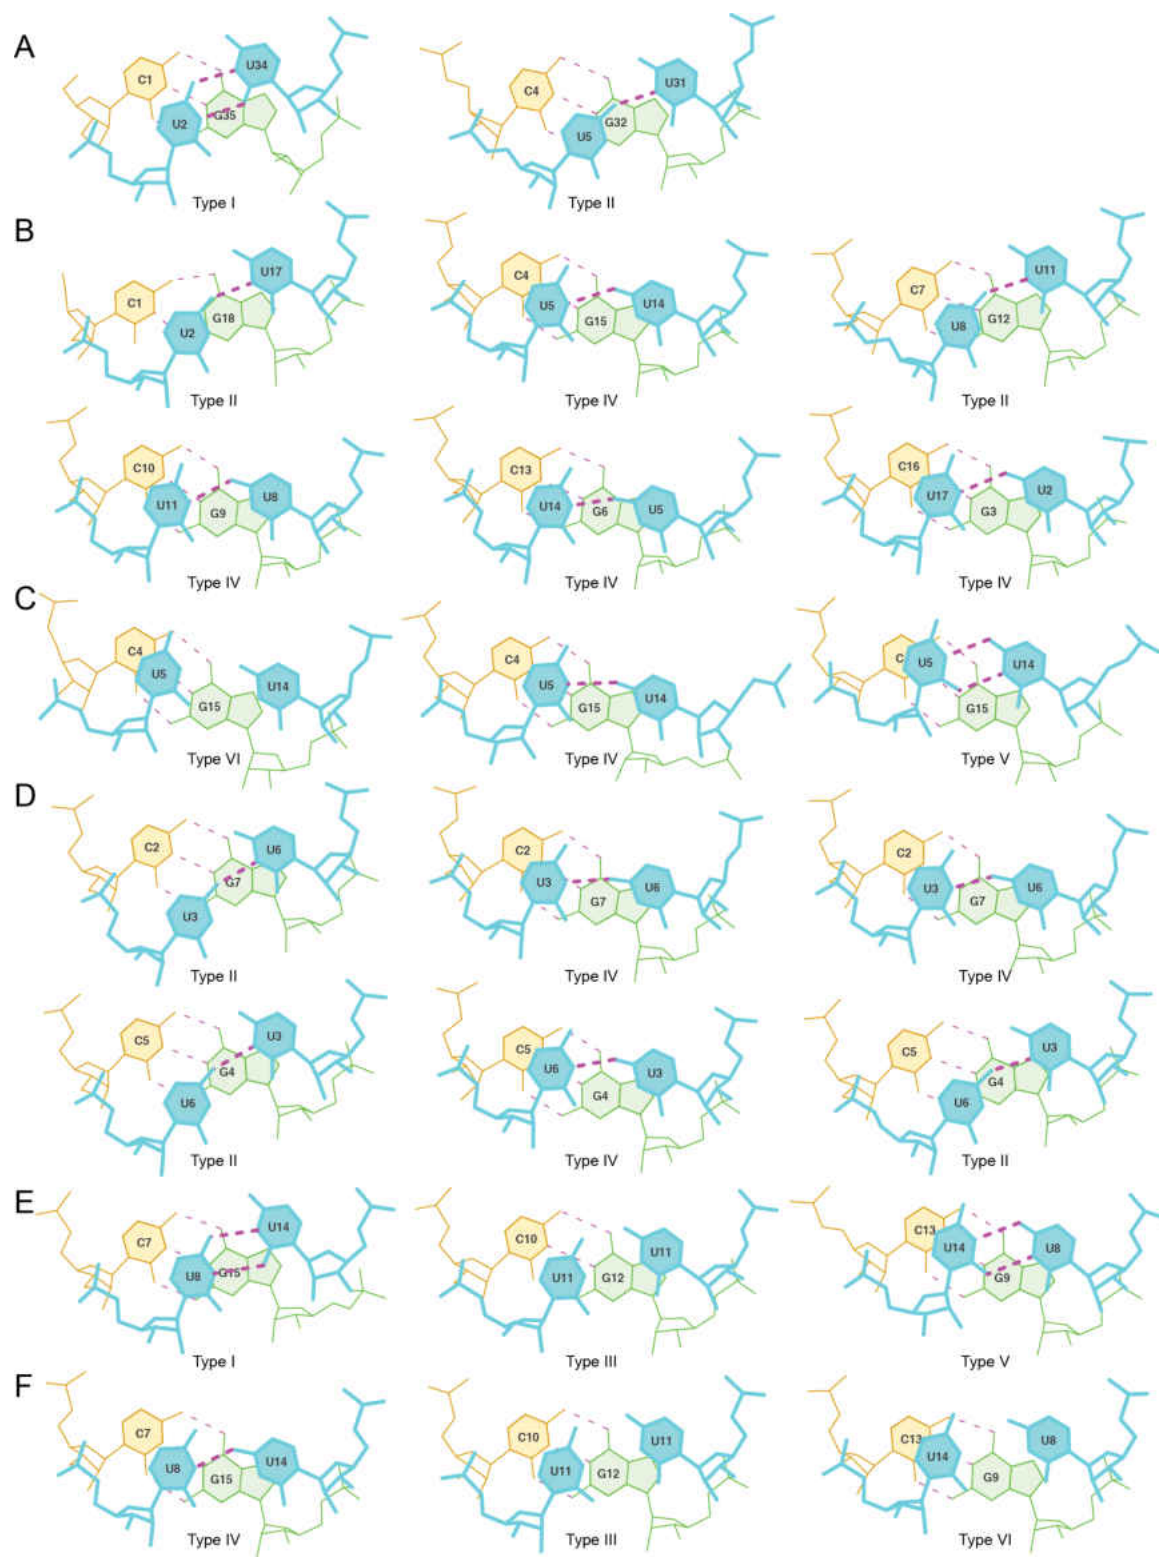 A
C1 U34
U2 G35
Type I
C4 U31
U5 G32
Type II
B
C1 U17
U2 G18
Type II
C4
U5 G15 U14
Type IV
C7 U11
U8 G12
Type II
C10
U11 G9 U8
Type IV
C13
U14 G6 U5
Type IV
C16
U17 G3 U2
Type IV
C
C4
U5 G15 U14
Type VI
C4
U5 G15 U14
Type IV
C U5 U14
G15
Type V
D
C2 U6
U3 G7
Type II
C2
U3 G7 U6
Type IV
C2
U3 G7 U6
Type IV
C5 U3
U6 G4
Type II
C5
U6 G4 U3
Type IV
C5 U3
U6 G4
Type II
E
C7 U14
U8 G15
Type I
C10 U11
U11 G12
Type III
C13
U14 G9 U8
Type V
F
C7
U8 G15 U14
Type IV
C10 U11
U11 G12
Type III
C13 U8
U14 G9
Type VI